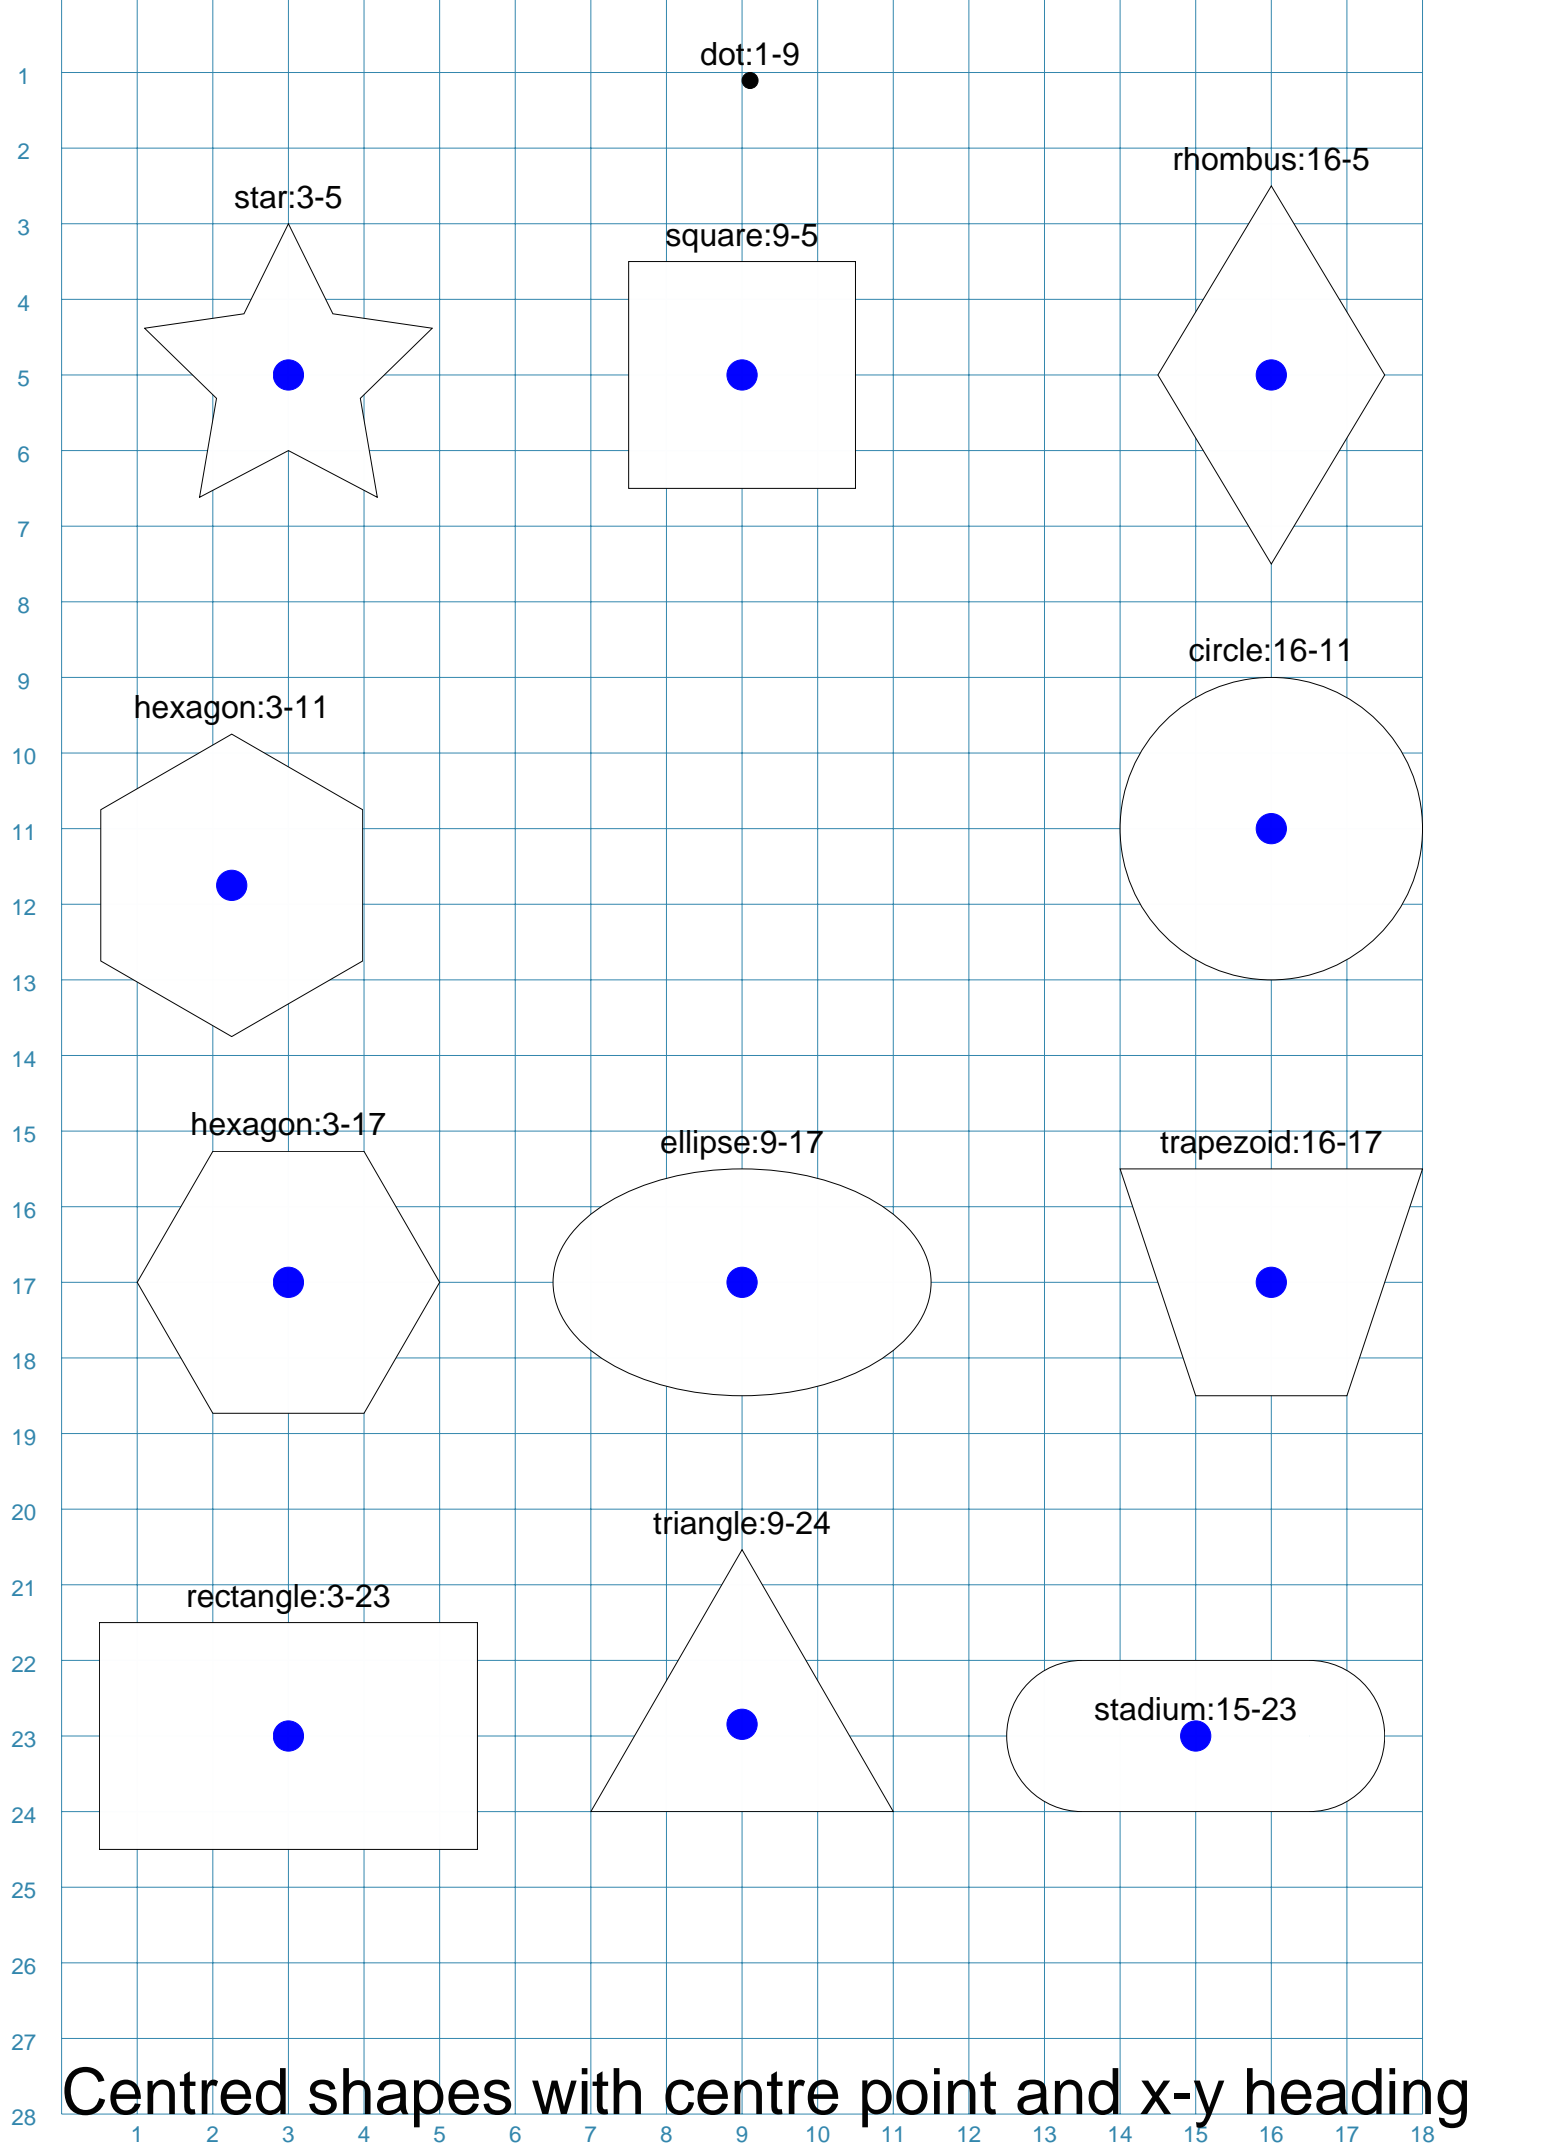 dot:1-9
1
2
rhombus:16-5
star:3-5
3
square:9-5
4
5
6
7
8
circle:16-11
9
hexagon:3-11
10
11
12
13
14
hexagon:3-17
15
ellipse:9-17
trapezoid:16-17
16
17
18
19
20
triangle:9-24
21
rectangle:3-23
22
stadium:15-23
23
24
25
26
27
Centred shapes with centre point and x-y heading
28
1 2 3 4 5 6 7 8 9 10 11 12 13 14 15 16 17 18